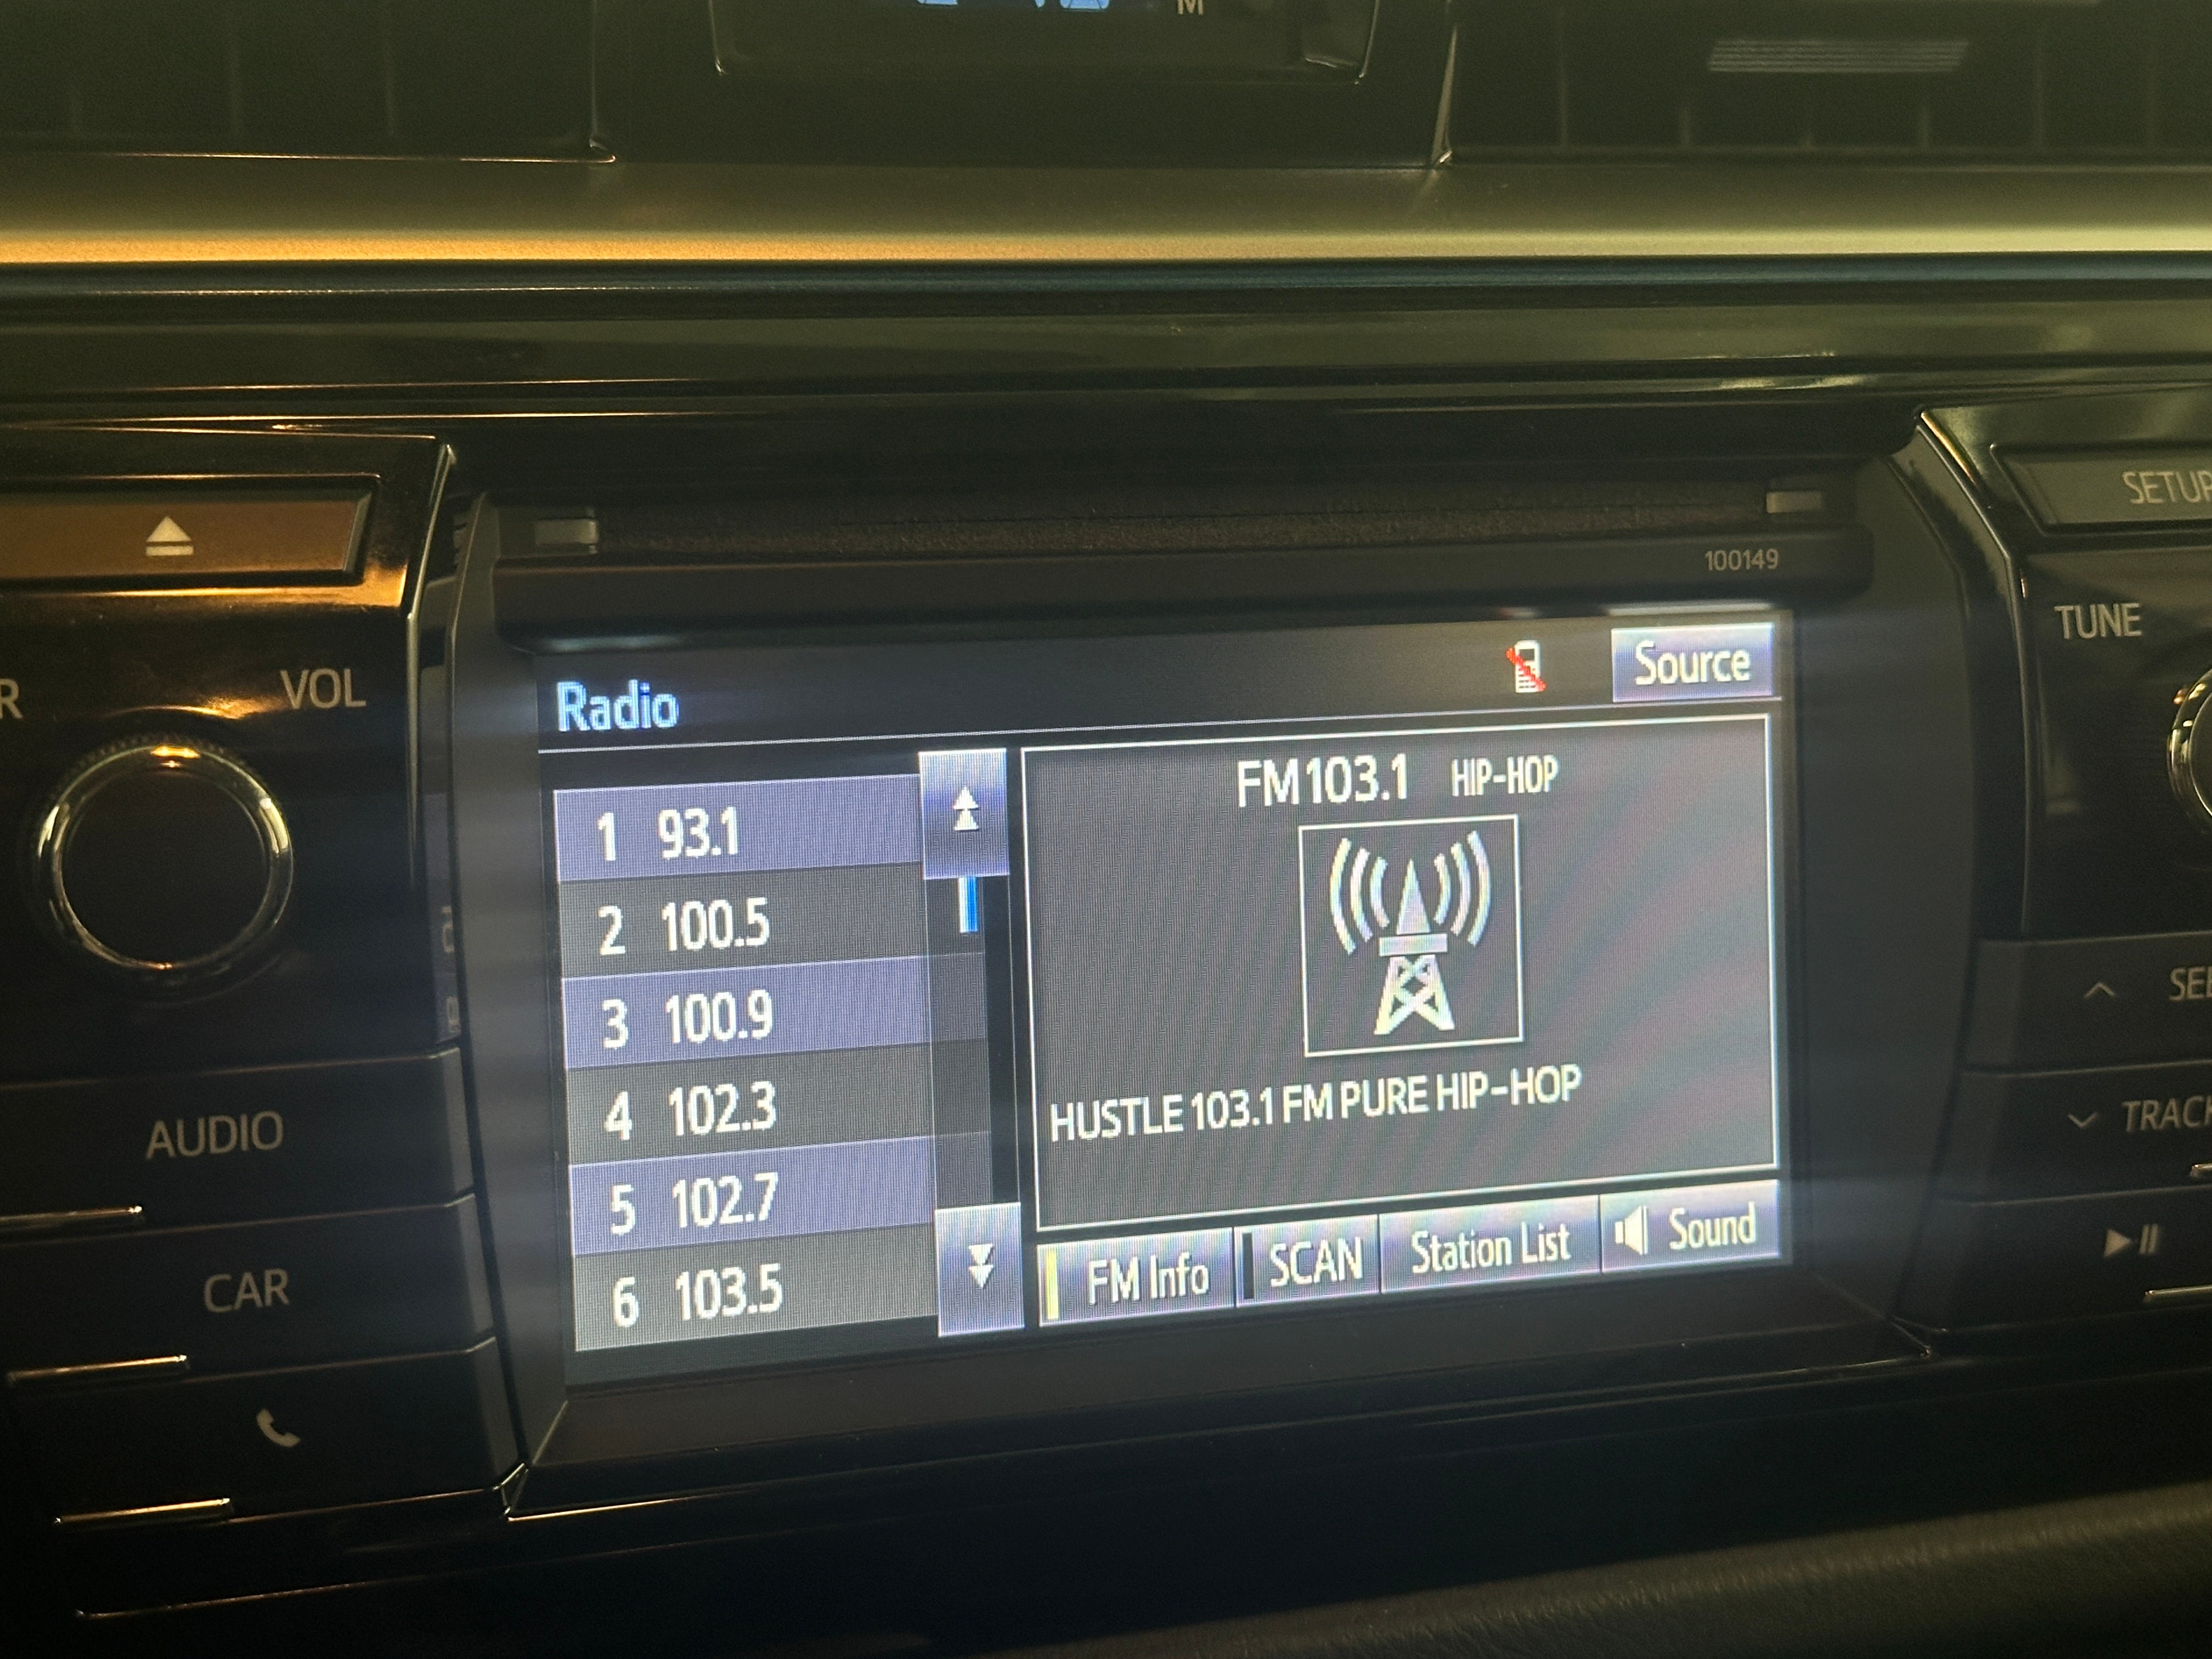 M
SETUP
100149
TUNE
VOL
R
Radio
Source
1 93.1
2 100.5
3 100.9
4 102.3
5 102.7
6 103.5
FM 103.1 HIP-HOP
HUSTLE 103.1 FM PURE HIP-HOP
FM Info
SCAN
Station List
Sound
AUDIO
CAR
SEE
TRACK